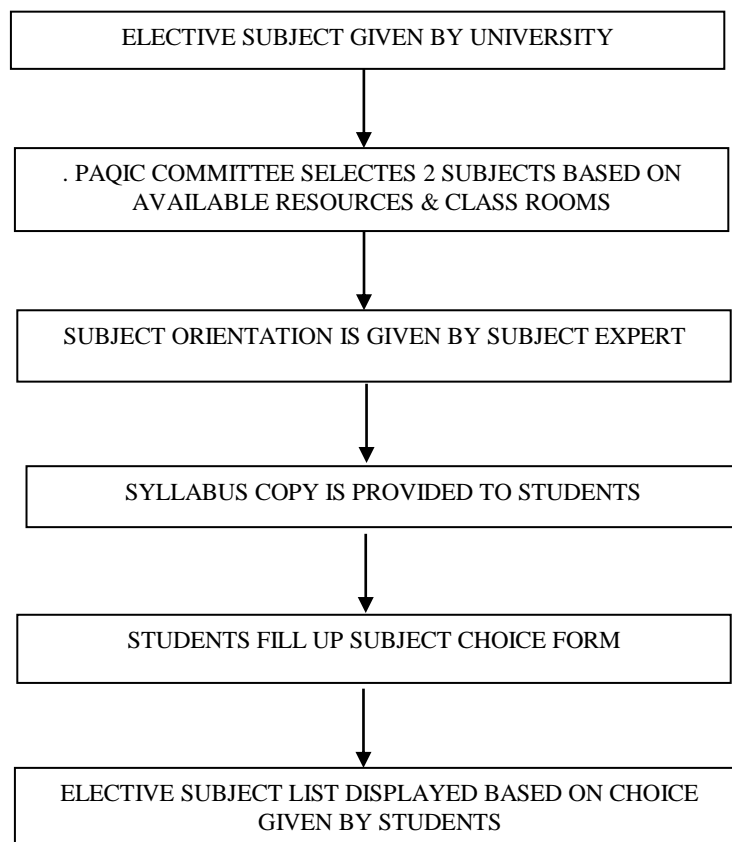 ELECTIVE SUBJECT GIVEN BY UNIVERSITY
. PAQIC COMMITTEE SELECTES 2 SUBJECTS BASED ON
AVAILABLE RESOURCES & CLASS ROOMS
SUBJECT ORIENTATION IS GIVEN BY SUBJECT EXPERT
SYLLABUS COPY IS PROVIDED TO STUDENTS
STUDENTS FILL UP SUBJECT CHOICE FORM
ELECTIVE SUBJECT LIST DISPLAYED BASED ON CHOICE
GIVEN BY STUDENTS